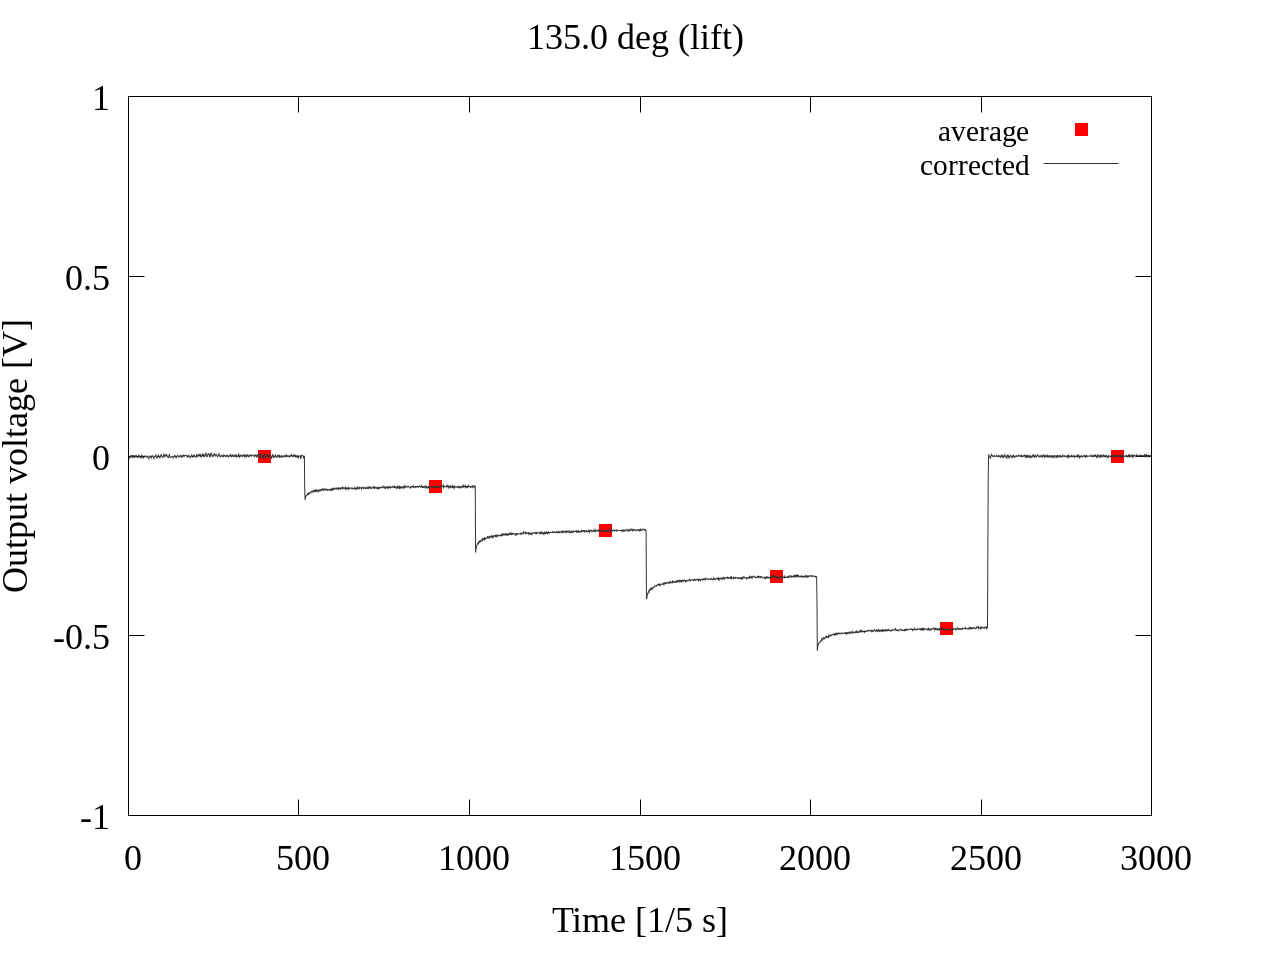 135.0 deg (lift)
1
0.5
0
-0.5
-1
Output voltage [V]
average
corrected
0 500 1000 1500 2000 2500 3000
Time [1/5 s]